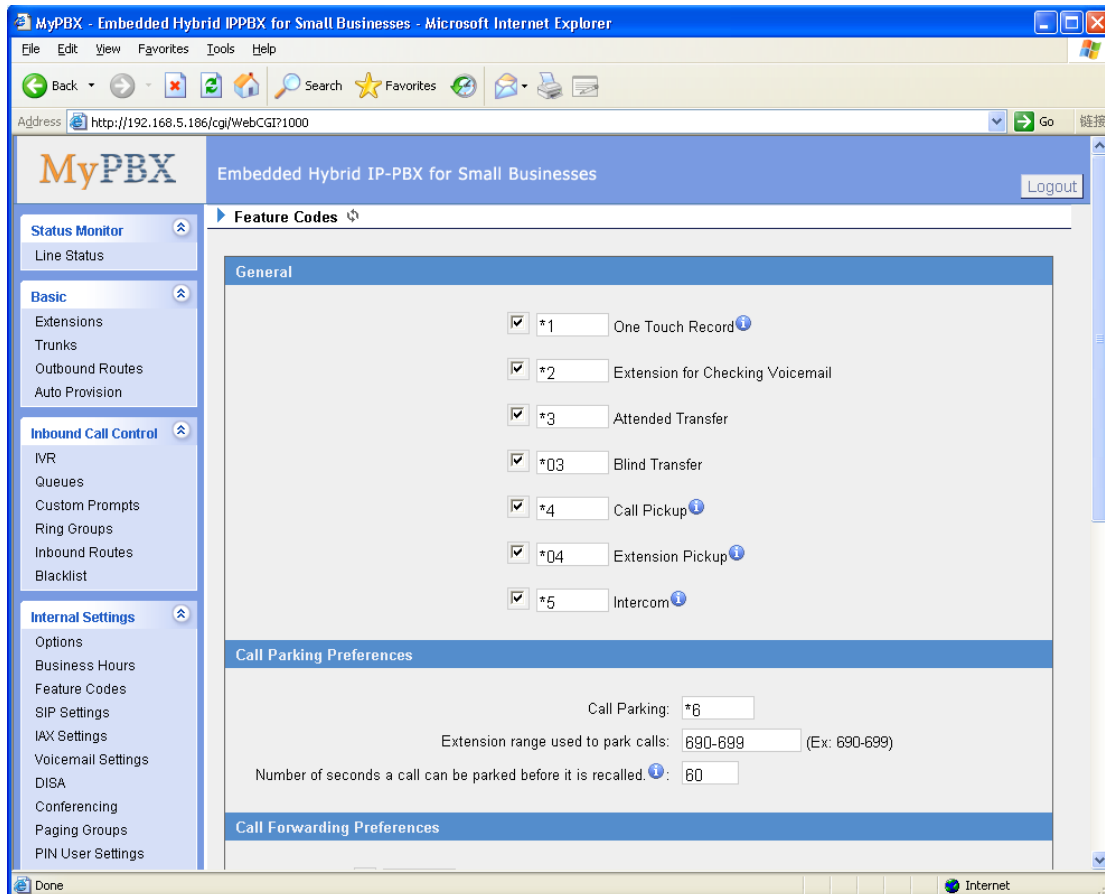 MyPBX - Embedded Hybrid IPPBX for Small Businesses - Microsoft Internet Explorer
File Edit View Favorites Tools Help
Back Search Favorites
Address http://192.168.5.186/cgi/WebCGI?1000 Go 链接
MyPBX
Embedded Hybrid IP-PBX for Small Businesses
Logout
Status Monitor
Line Status
Basic
Extensions
Trunks
Outbound Routes
Auto Provision
Inbound Call Control
IVR
Queues
Custom Prompts
Ring Groups
Inbound Routes
Blacklist
Internal Settings
Options
Business Hours
Feature Codes
SIP Settings
IAX Settings
Voicemail Settings
DISA
Conferencing
Paging Groups
PIN User Settings
Feature Codes
General
*1 One Touch Record
*2 Extension for Checking Voicemail
*3 Attended Transfer
*03 Blind Transfer
*4 Call Pickup
*04 Extension Pickup
*5 Intercom
Call Parking Preferences
Call Parking: *6
Extension range used to park calls: 690-699 (Ex: 690-699)
Number of seconds a call can be parked before it is recalled. : 60
Call Forwarding Preferences
Done Internet